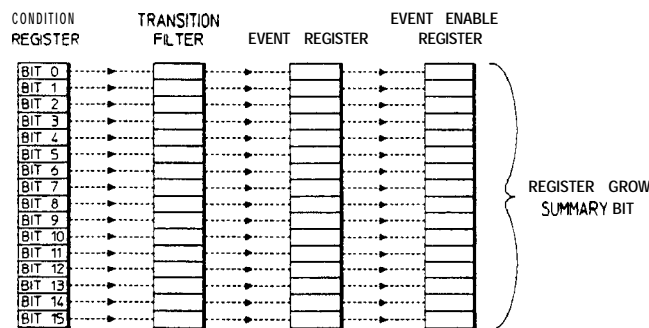 CONDITION
REGISTER
TRANSITION
FILTER
EVENT REGISTER
EVENT ENABLE
REGISTER
BIT 0
BIT 1
BIT 2
BIT 3
BIT 4
BIT 5
BIT 6
BIT 7
BIT 8
BIT 9
BIT 10
BIT 11
BIT 12
BIT 13
BIT 14
BIT 15
REGISTER GROW
SUMMARY BIT